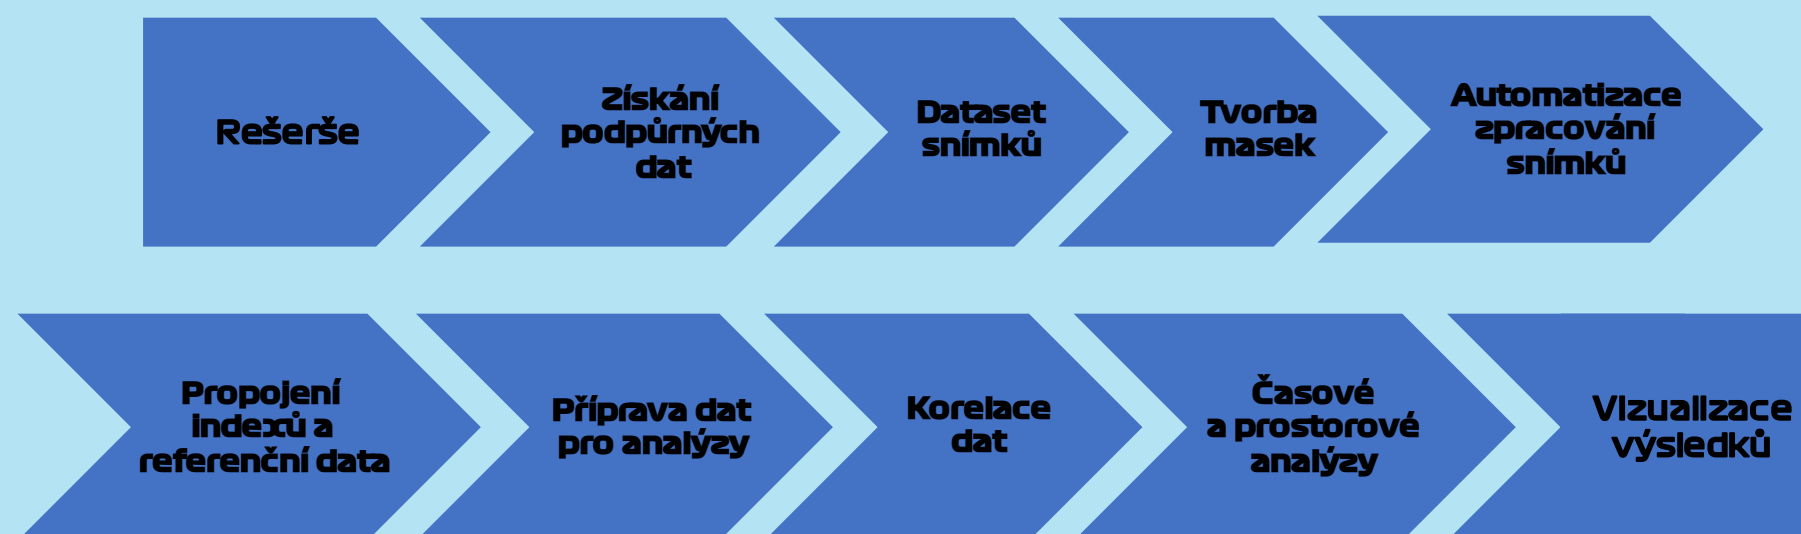 Rešerše
Získání
podpůrných
dat
Dataset
snímků
Tvorba
masek
Automatizace
zpracování
snímků
Propojení
indexů a
referenční data
Příprava dat
pro analýzy
Korelace
dat
Časové
a prostorové
analýzy
Vizualizace
výsledků